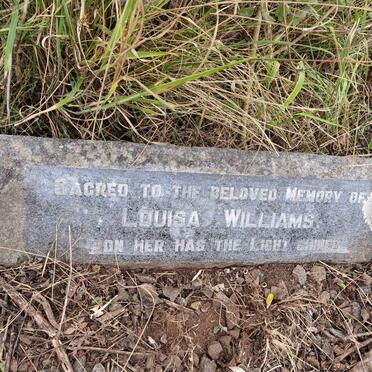 SACRED TO THE BELOVED MEMORY OF
LOUISA WILLIAMS.
"ON HER HAS THE LIGHT SHINED"